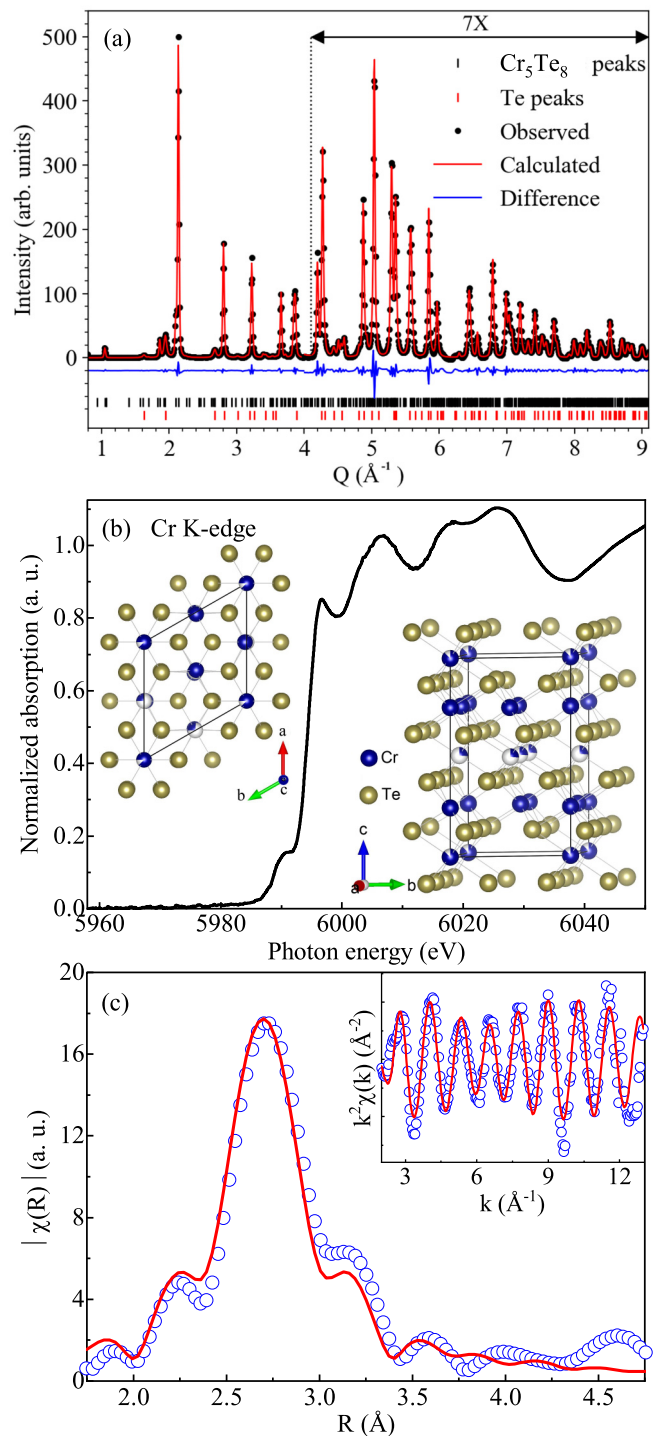 (a)
7X
500
400
300
200
100
0
Intensity (arb. units)
Cr₅Te₈ peaks
Te peaks
Observed
Calculated
Difference
1 2 3 4 5 6 7 8 9
Q (Å⁻¹)
(b) Cr K-edge
1.0
0.8
0.6
0.4
0.2
0.0
Normalized absorption (a. u.)
a
b
c
Cr
Te
c
a
b
5960 5980 6000 6020 6040
Photon energy (eV)
(c)
20
16
12
8
4
0
| χ(R) | (a. u.)
k²χ(k) (Å⁻²)
3 6 9 12
k (Å⁻¹)
2.0 2.5 3.0 3.5 4.0 4.5
R (Å)